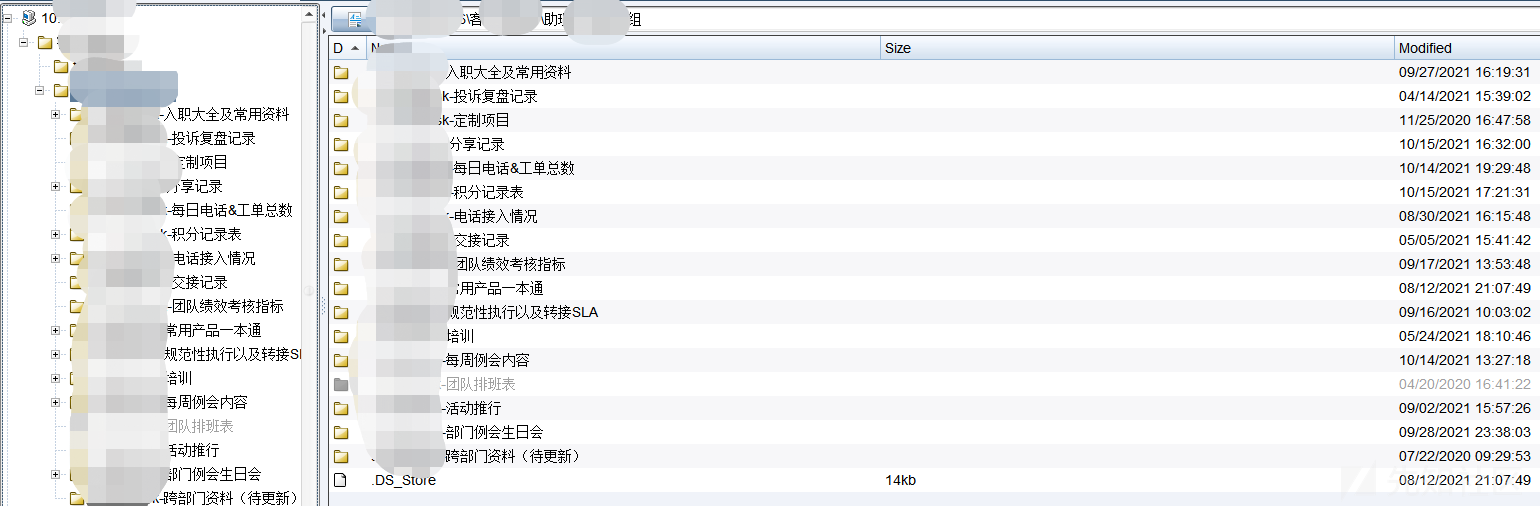 10.
\客 \助理 组
D Size Modified
入职大全及常用资料
-投诉复盘记录
定制项目
分享记录
-每日电话&工单总数
k-积分记录表
电话接入情况
交接记录
-团队绩效考核指标
常用产品一本通
规范性执行以及转接SL
培训
每周例会内容
团队排班表
活动推行
部门例会生日会
k-跨部门资料（待更新）
入职大全及常用资料 09/27/2021 16:19:31
k-投诉复盘记录 04/14/2021 15:39:02
sk-定制项目 11/25/2020 16:47:58
分享记录 10/15/2021 16:32:00
-每日电话&工单总数 10/14/2021 19:29:48
-积分记录表 10/15/2021 17:21:31
-电话接入情况 08/30/2021 16:15:48
交接记录 05/05/2021 15:41:42
团队绩效考核指标 09/17/2021 13:53:48
常用产品一本通 08/12/2021 21:07:49
规范性执行以及转接SLA 09/16/2021 10:03:02
培训 05/24/2021 18:10:46
-每周例会内容 10/14/2021 13:27:18
-团队排班表 04/20/2020 16:41:22
-活动推行 09/02/2021 15:57:26
-部门例会生日会 09/28/2021 23:38:03
-跨部门资料（待更新） 07/22/2020 09:29:53
.DS_Store 14kb 08/12/2021 21:07:49